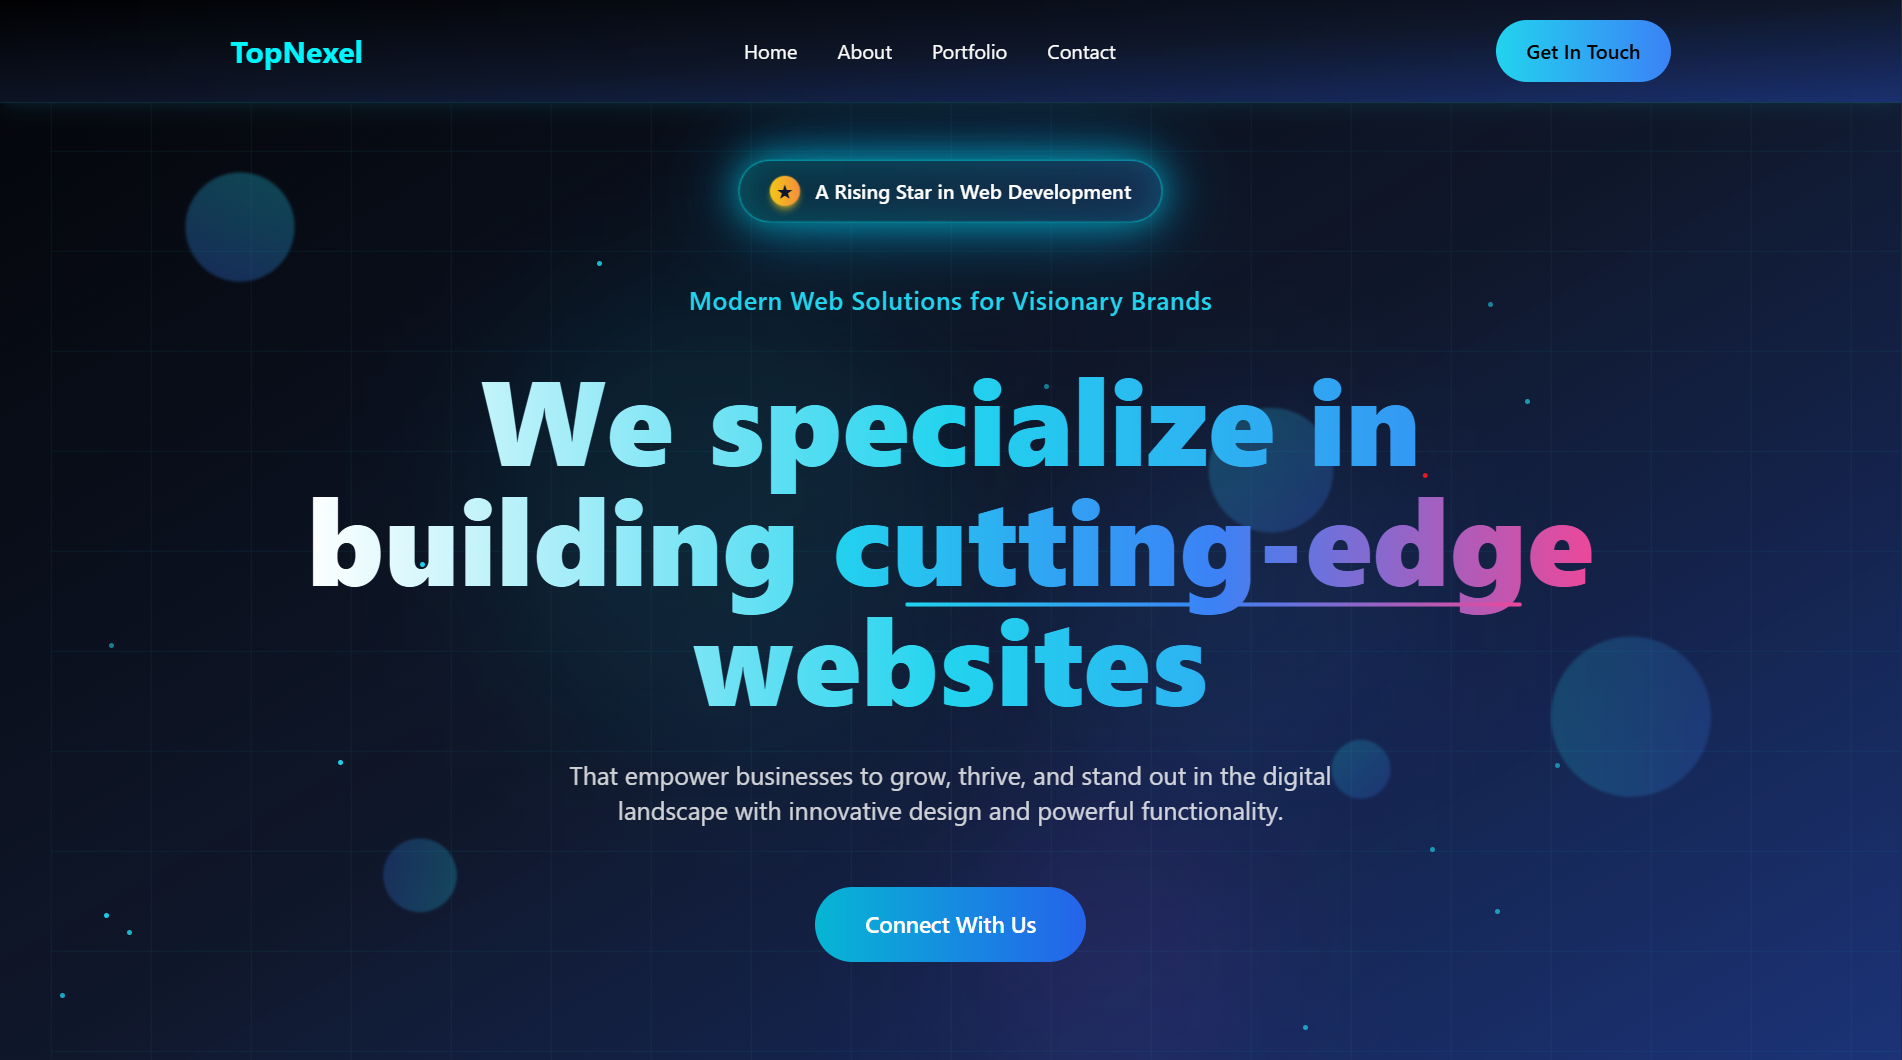 TopNexel
Home
About
Portfolio
Contact
Get In Touch
A Rising Star in Web Development
Modern Web Solutions for Visionary Brands
We specialize in
building cutting-edge
websites
That empower businesses to grow, thrive, and stand out in the digital
landscape with innovative design and powerful functionality.
Connect With Us